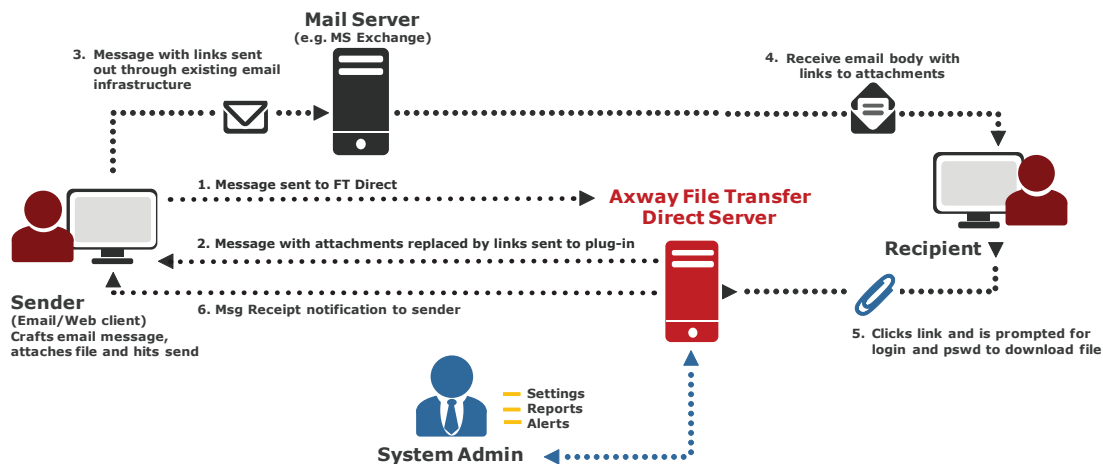 Mail Server
(e.g. MS Exchange)
3. Message with links sent
out through existing email
infrastructure
4. Receive email body with
links to attachments
1. Message sent to FT Direct
Axway File Transfer
Direct Server
2. Message with attachments replaced by links sent to plug-in
Recipient
Sender
(Email/Web client)
Crafts email message,
attaches file and hits send
6. Msg Receipt notification to sender
5. Clicks link and is prompted for
login and pswd to download file
Settings
Reports
Alerts
System Admin